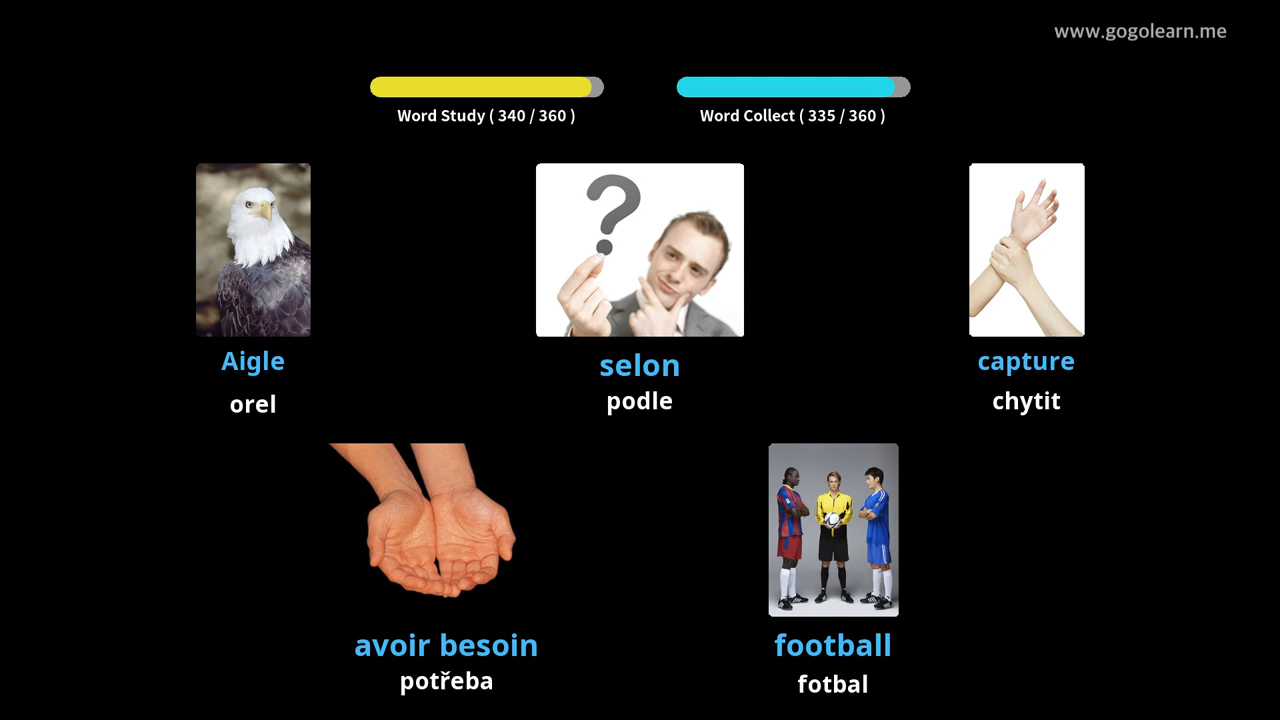 www.gogolearn.me
Word Study ( 340 / 360 )
Word Collect ( 335 / 360 )
Aigle
orel
selon
podle
capture
chytit
avoir besoin
potřeba
football
fotbal